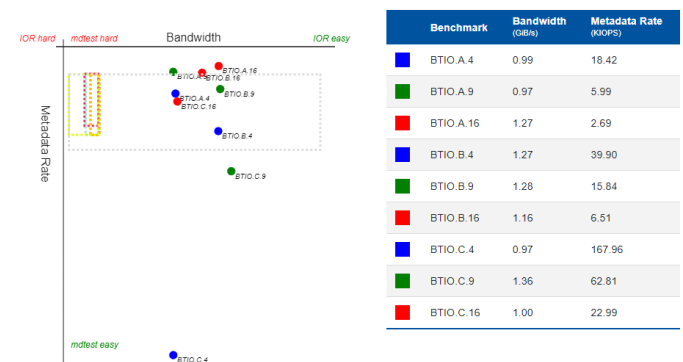 IOR hard
mdtest hard
Bandwidth
IOR easy
Metadata Rate
BTIO.A.16
BTIO.A.9
BTIO.B.16
BTIO.B.9
BTIO.A.4
BTIO.C.16
BTIO.B.4
BTIO.C.9
mdtest easy
BTIO.C.4
Benchmark Bandwidth (GiB/s) Metadata Rate (KIOPS)
BTIO.A.4 0.99 18.42
BTIO.A.9 0.97 5.99
BTIO.A.16 1.27 2.69
BTIO.B.4 1.27 39.90
BTIO.B.9 1.28 15.84
BTIO.B.16 1.16 6.51
BTIO.C.4 0.97 167.96
BTIO.C.9 1.36 62.81
BTIO.C.16 1.00 22.99